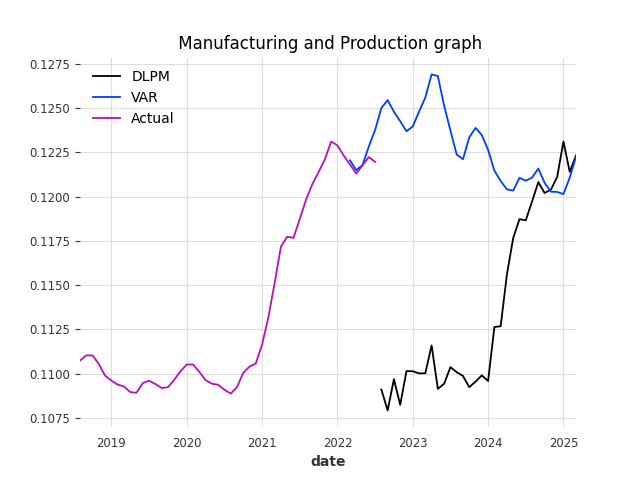 Manufacturing and Production graph
DLPM
VAR
Actual
0.1275
0.1250
0.1225
0.1200
0.1175
0.1150
0.1125
0.1100
0.1075
2019 2020 2021 2022 2023 2024 2025
date